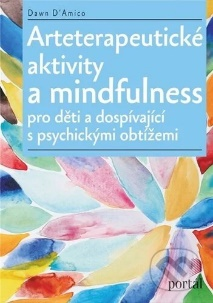 Dawn D'Amico
Arteterapeutické
aktivity
a mindfulness
pro děti a dospívající
s psychickými obtížemi
portál